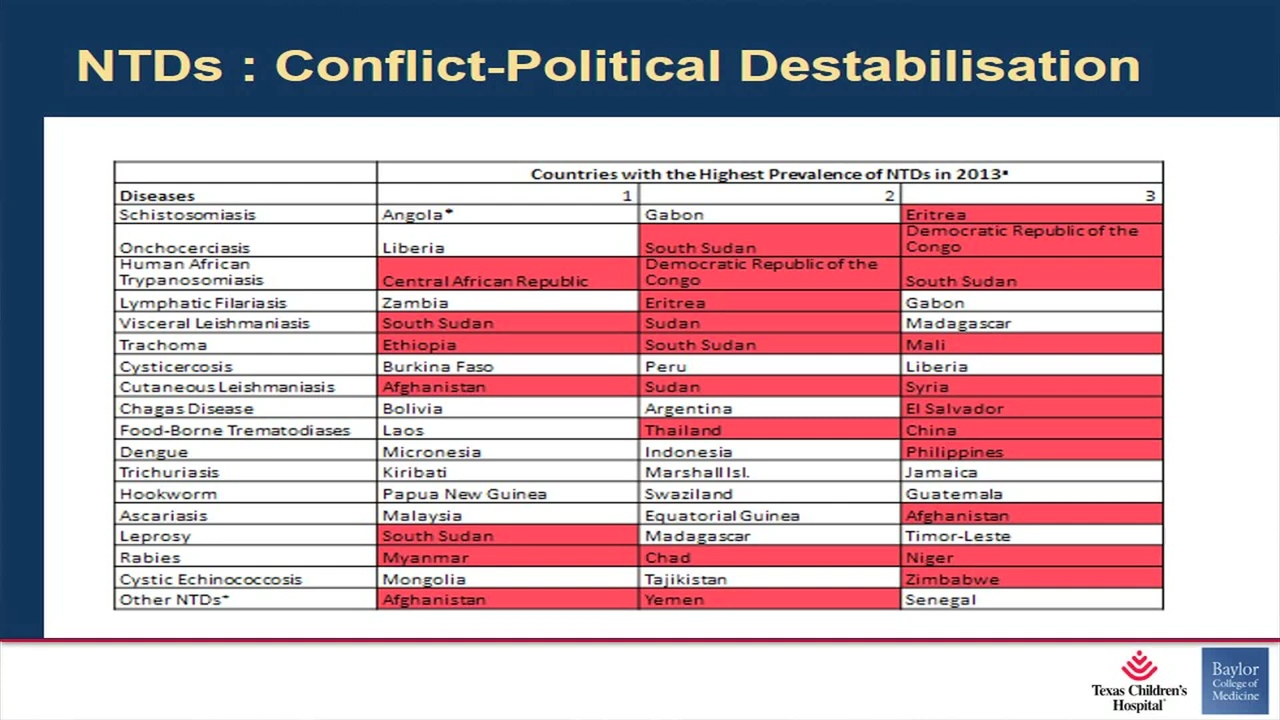 NTDs : Conflict-Political Destabilisation
Countries with the Highest Prevalence of NTDs in 2013*
Diseases 1 2 3
Schistosomiasis Angola* Gabon Eritrea
Onchocerciasis Liberia South Sudan Democratic Republic of the Congo
Human African Trypanosomiasis Central African Republic Democratic Republic of the Congo South Sudan
Lymphatic Filariasis Zambia Eritrea Gabon
Visceral Leishmaniasis South Sudan Sudan Madagascar
Trachoma Ethiopia South Sudan Mali
Cysticercosis Burkina Faso Peru Liberia
Cutaneous Leishmaniasis Afghanistan Sudan Syria
Chagas Disease Bolivia Argentina El Salvador
Food-Borne Trematodiases Laos Thailand China
Dengue Micronesia Indonesia Philippines
Trichuriasis Kiribati Marshall Isl. Jamaica
Hookworm Papua New Guinea Swaziland Guatemala
Ascariasis Malaysia Equatorial Guinea Afghanistan
Leprosy South Sudan Madagascar Timor-Leste
Rabies Myanmar Chad Niger
Cystic Echinococcosis Mongolia Tajikistan Zimbabwe
Other NTDs+ Afghanistan Yemen Senegal
Texas Children's
Hospital
Baylor
College of
Medicine